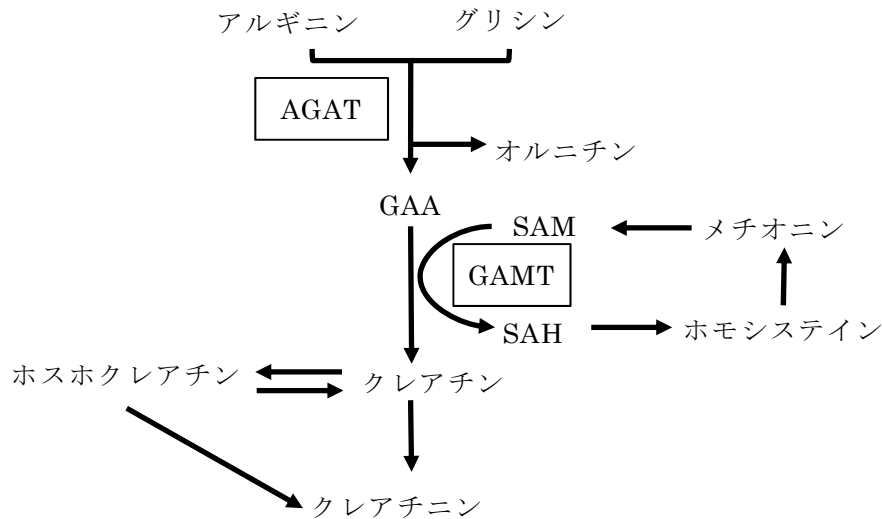 アルギニン
グリシン
AGAT
オルニチン
GAA
SAM
メチオニン
GAMT
SAH
ホモシステイン
ホスホクレアチン
クレアチン
クレアチニン